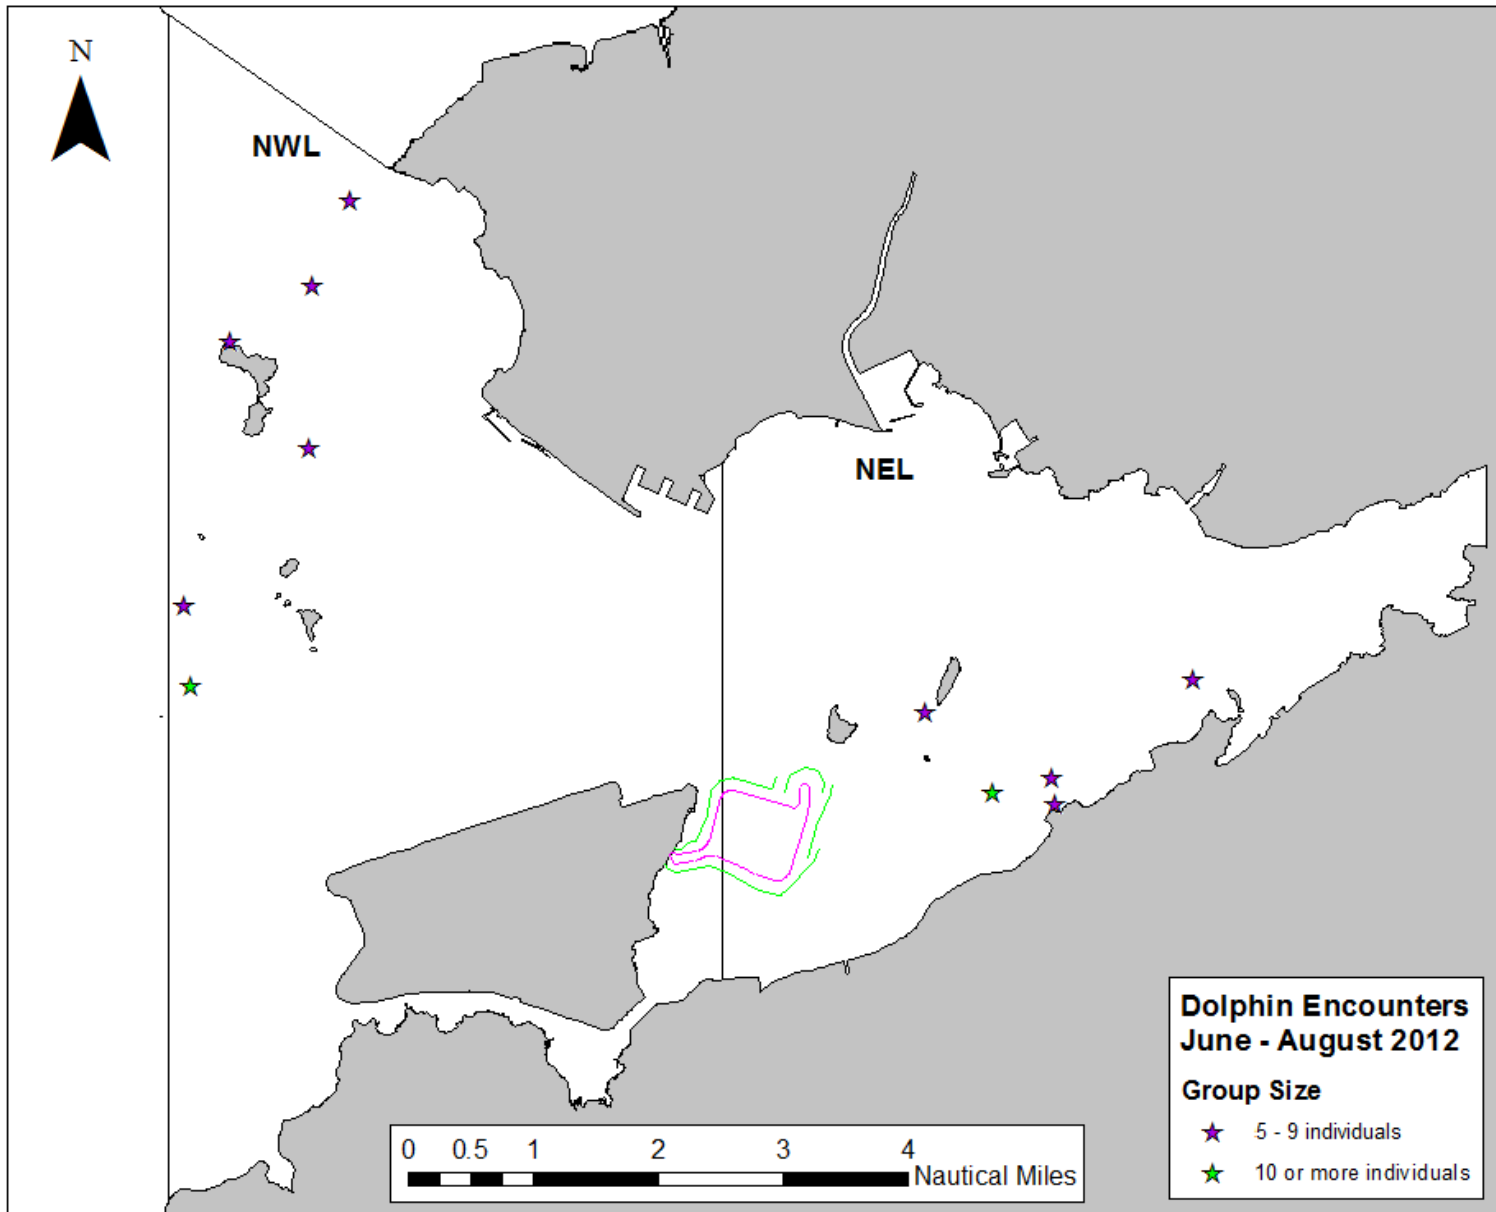 N
NWL
NEL
Dolphin Encounters
June - August 2012
Group Size
5 - 9 individuals
10 or more individuals
0 0.5 1 2 3 4
Nautical Miles